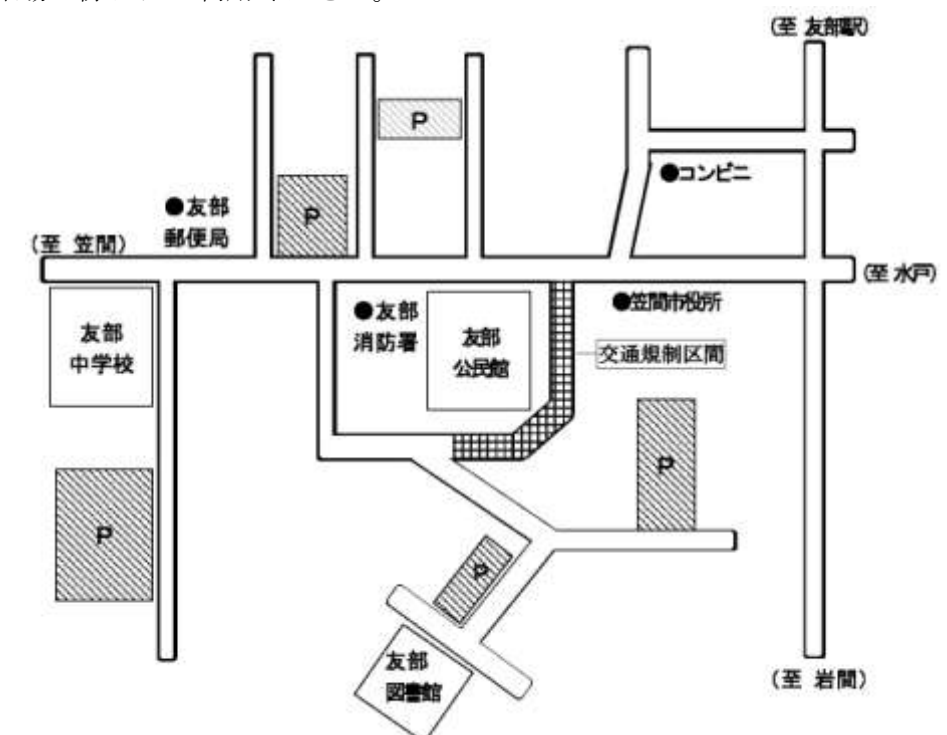 (至 友部駅)
P
●コンビニ
●友部
郵便局
P
(至 笠間)
(至 水戸)
●笠間市役所
●友部
消防署
友部
公民館
友部
中学校
交通規制区間
P
P
P
友部
図書館
(至 岩間)